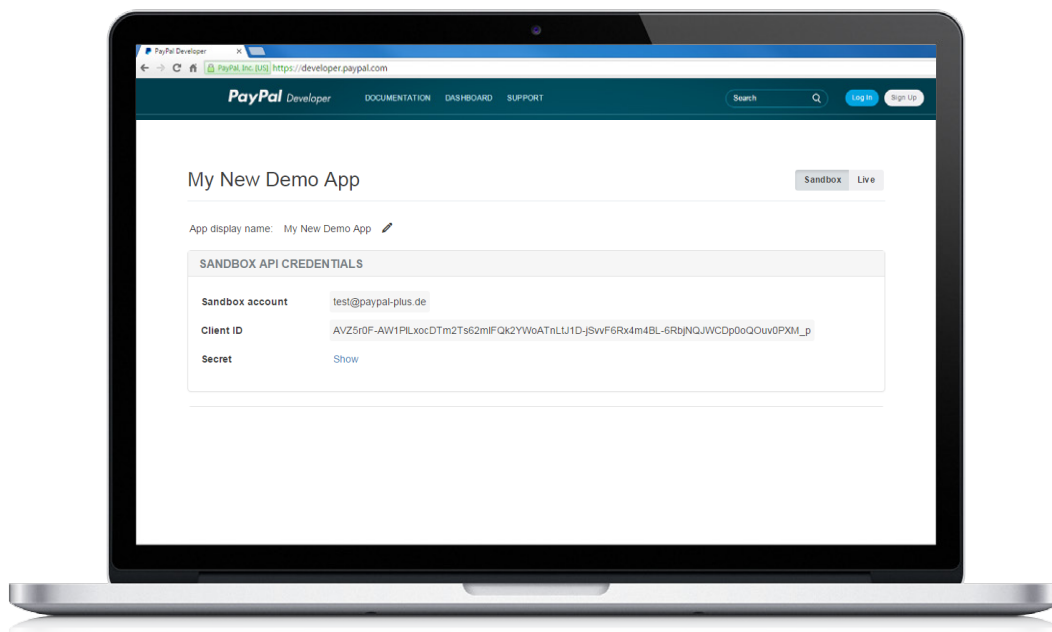 PayPal Developer
PayPal, Inc. [US] https://developer.paypal.com
PayPal Developer DOCUMENTATION DASHBOARD SUPPORT Search Log In Sign Up
My New Demo App Sandbox Live
App display name: My New Demo App
SANDBOX API CREDENTIALS
Sandbox account test@paypal-plus.de
Client ID AVZ5r0F-AW1PILxocDTm2Ts62mIFQk2YWoATnLtJ1D-jSvvF6Rx4m4BL-6RbjNQJWCDp0oQOuv0PXM_p
Secret Show